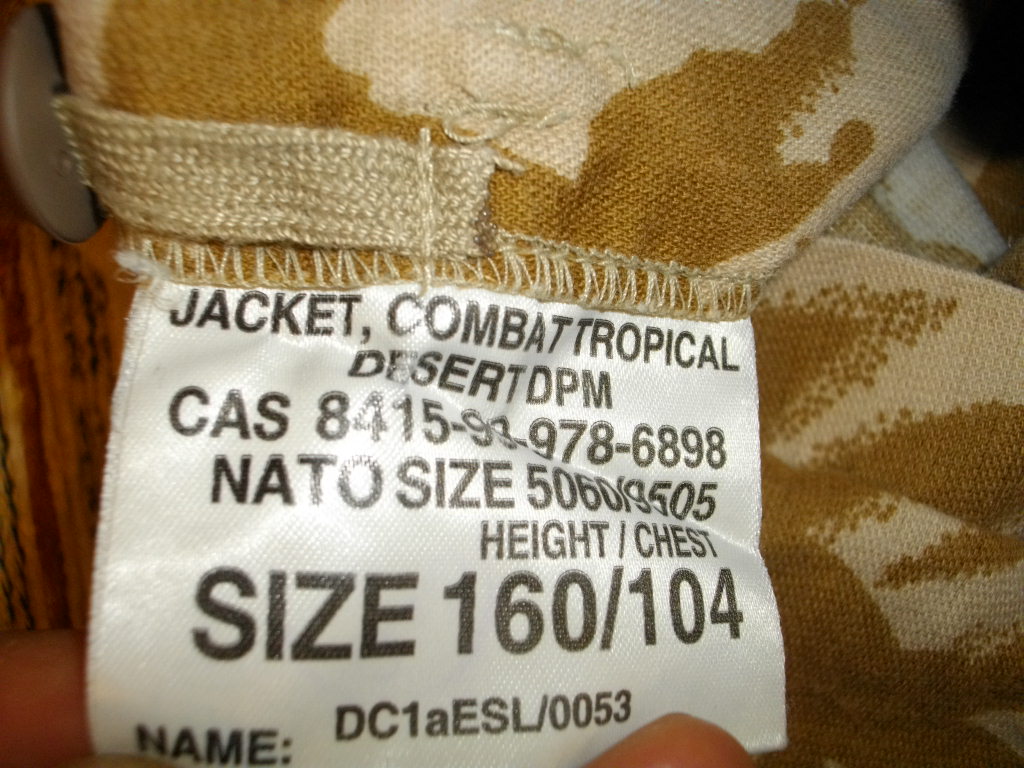 JACKET, COMBAT TROPICAL
DESERT DPM
CAS 8415-99-978-6898
NATO SIZE 5060/9505
HEIGHT / CHEST
SIZE 160/104
DC1aESL/0053
NAME: